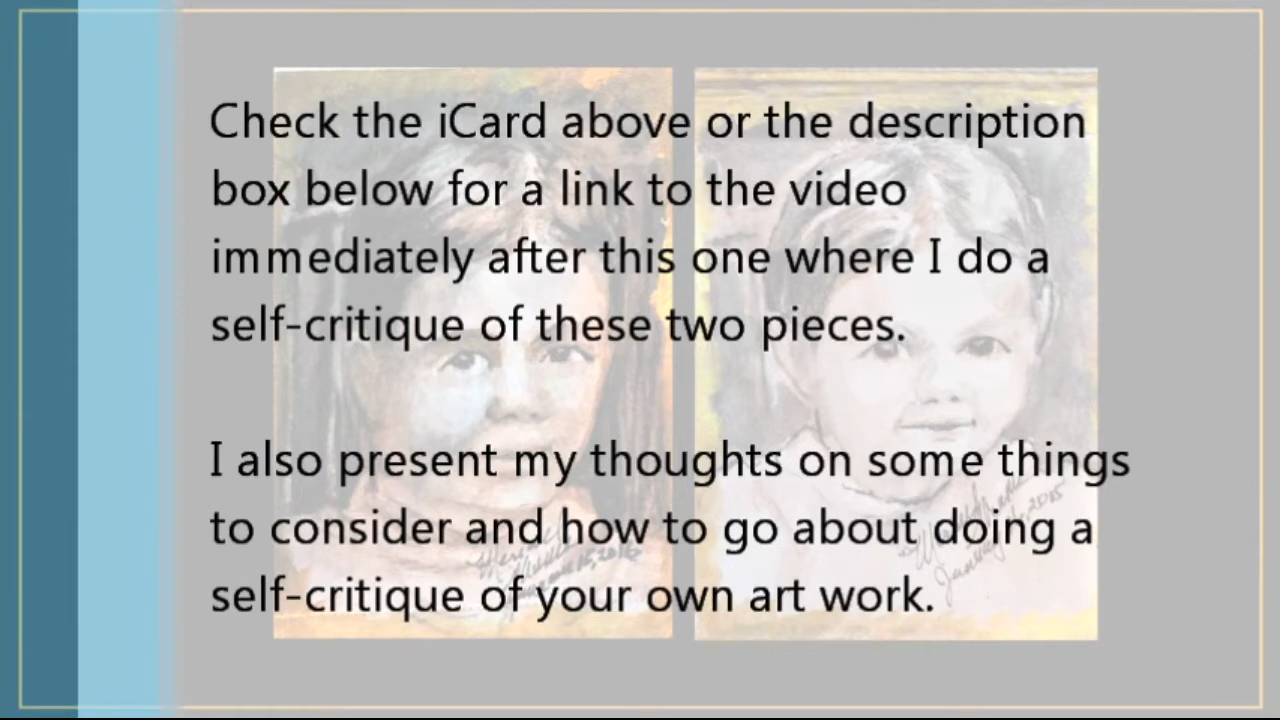 Check the iCard above or the description
box below for a link to the video
immediately after this one where I do a
self-critique of these two pieces.
I also present my thoughts on some things
to consider and how to go about doing a
self-critique of your own art work.